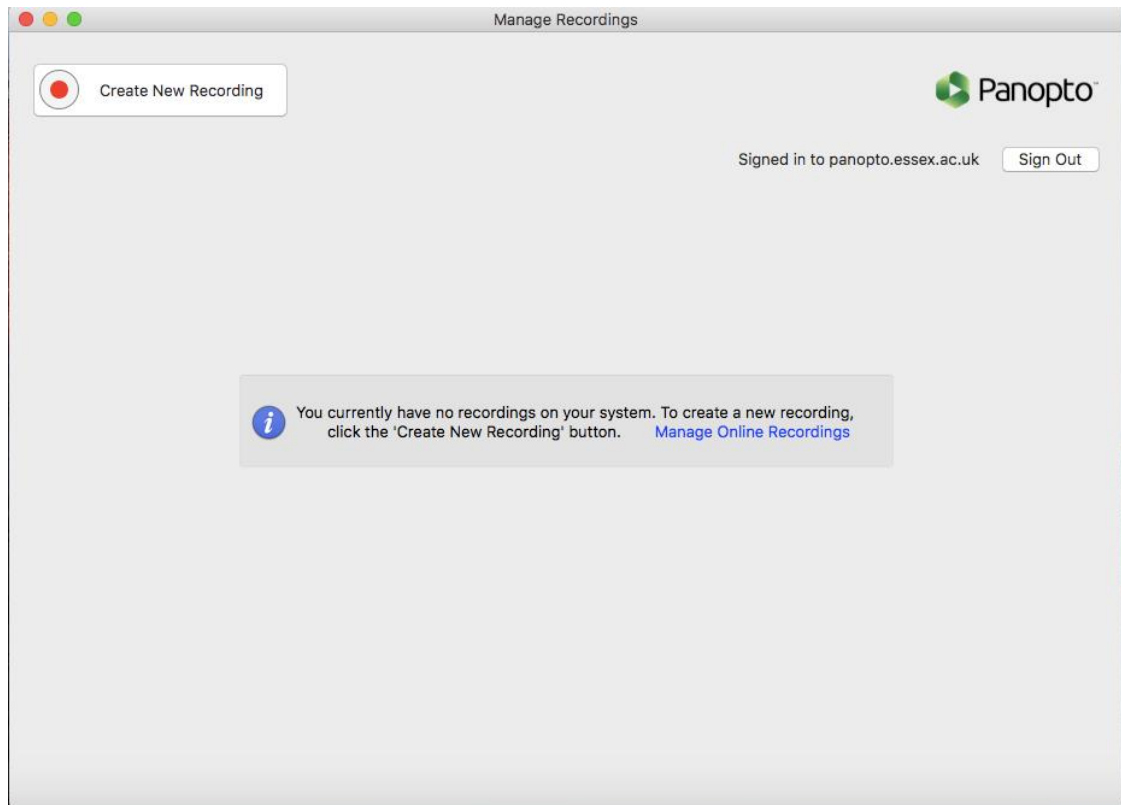 Manage Recordings
Create New Recording
Panopto™
Signed in to panopto.essex.ac.uk
Sign Out
You currently have no recordings on your system. To create a new recording,
click the 'Create New Recording' button. Manage Online Recordings